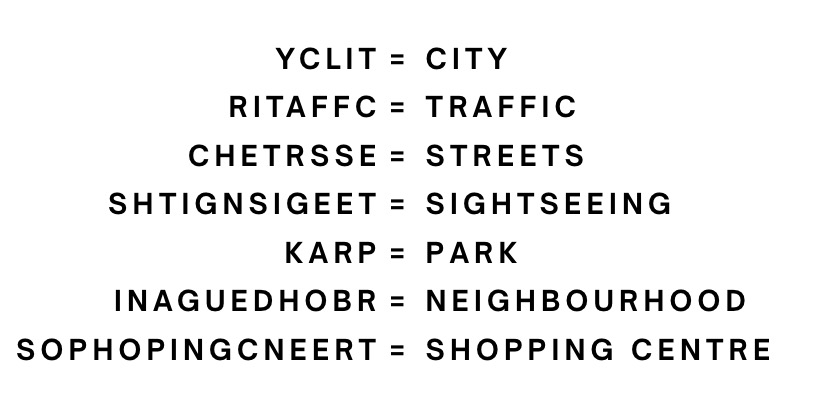 YCLIT = CITY
RITAFFC = TRAFFIC
CHETRSSE = STREETS
SHTIGNSIGEET = SIGHTSEEING
KARP = PARK
INAGUEDHOBR = NEIGHBOURHOOD
SOPHOPINGCNEERT = SHOPPING CENTRE